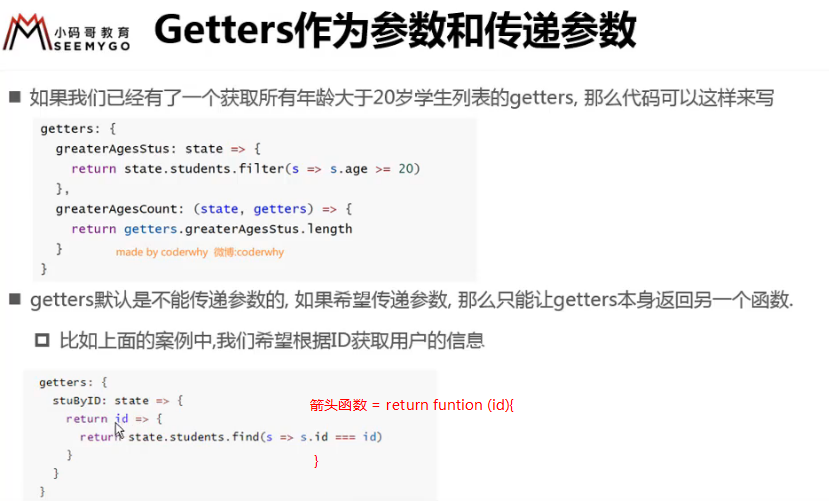 小码哥教育
SEEMYGO
Getters作为参数和传递参数
如果我们已经有了一个获取所有年龄大于20岁学生列表的getters, 那么代码可以这样来写
getters: {
greaterAgesStus: state => {
return state.students.filter(s => s.age >= 20)
},
greaterAgesCount: (state, getters) => {
return getters.greaterAgesStus.length
}
made by coderwhy 微博:coderwhy
}
getters默认是不能传递参数的, 如果希望传递参数, 那么只能让getters本身返回另一个函数.
比如上面的案例中,我们希望根据ID获取用户的信息
getters: {
stuByID: state => {
箭头函数 = return funtion (id){
return id => {
return state.students.find(s => s.id === id)
}
}
}
}